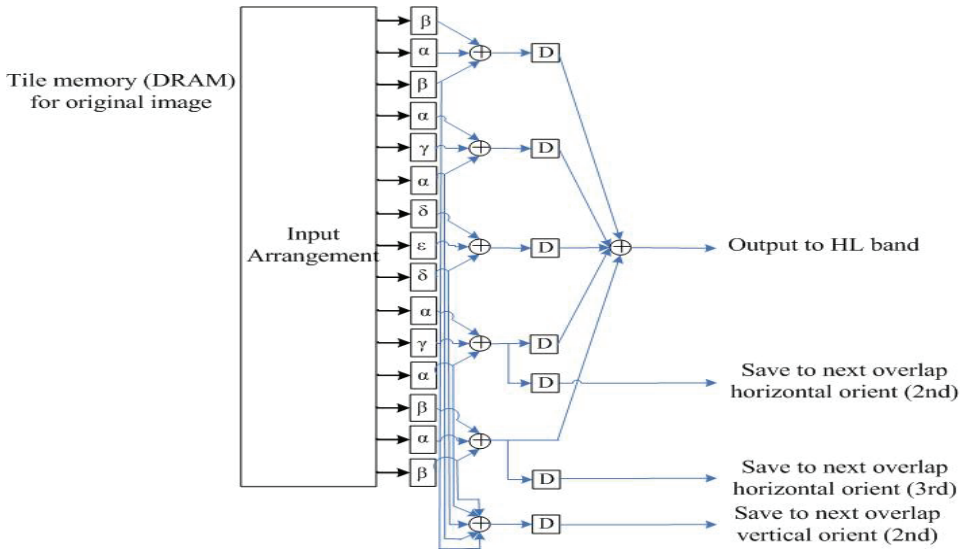 β
α
β
α
γ
α
δ
ε
δ
α
γ
α
β
α
β
D
D
D
D
D
D
D
Tile memory (DRAM)
for original image
Input
Arrangement
Output to HL band
Save to next overlap
horizontal orient (2nd)
Save to next overlap
horizontal orient (3rd)
Save to next overlap
vertical orient (2nd)